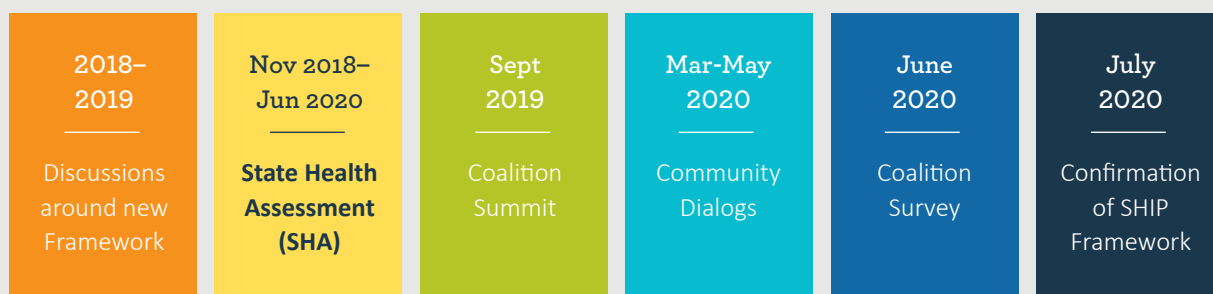 2018–
2019
Discussions
around new
Framework
Nov 2018–
Jun 2020
State Health
Assessment
(SHA)
Sept
2019
Coalition
Summit
Mar-May
2020
Community
Dialogs
June
2020
Coalition
Survey
July
2020
Confirmation
of SHIP
Framework